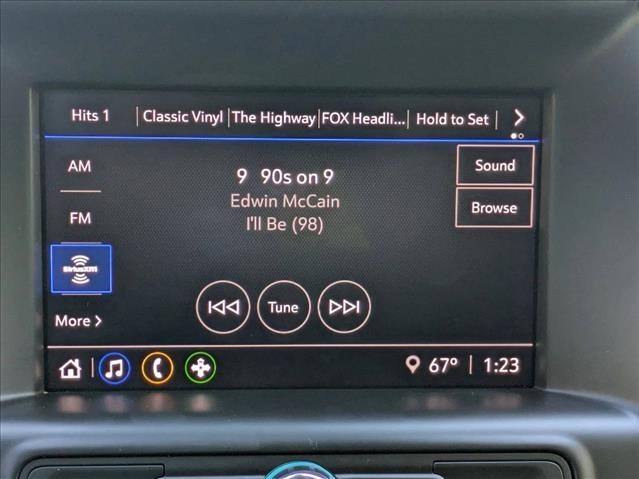 Hits 1 Classic Vinyl The Highway FOX Headli... Hold to Set >
AM
FM
SiriusXM
More >
9 90s on 9
Edwin McCain
I'll Be (98)
Tune
Sound
Browse
67° 1:23